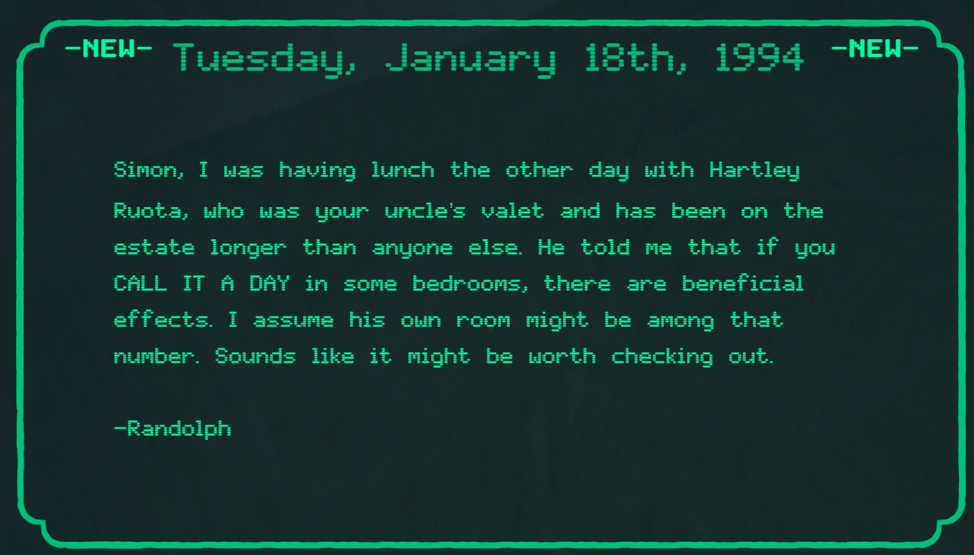 -NEW- Tuesday, January 18th, 1994 -NEW-
Simon, I was having lunch the other day with Hartley
Ruota, who was your uncle's valet and has been on the
estate longer than anyone else. He told me that if you
CALL IT A DAY in some bedrooms, there are beneficial
effects. I assume his own room might be among that
number. Sounds like it might be worth checking out.
-Randolph